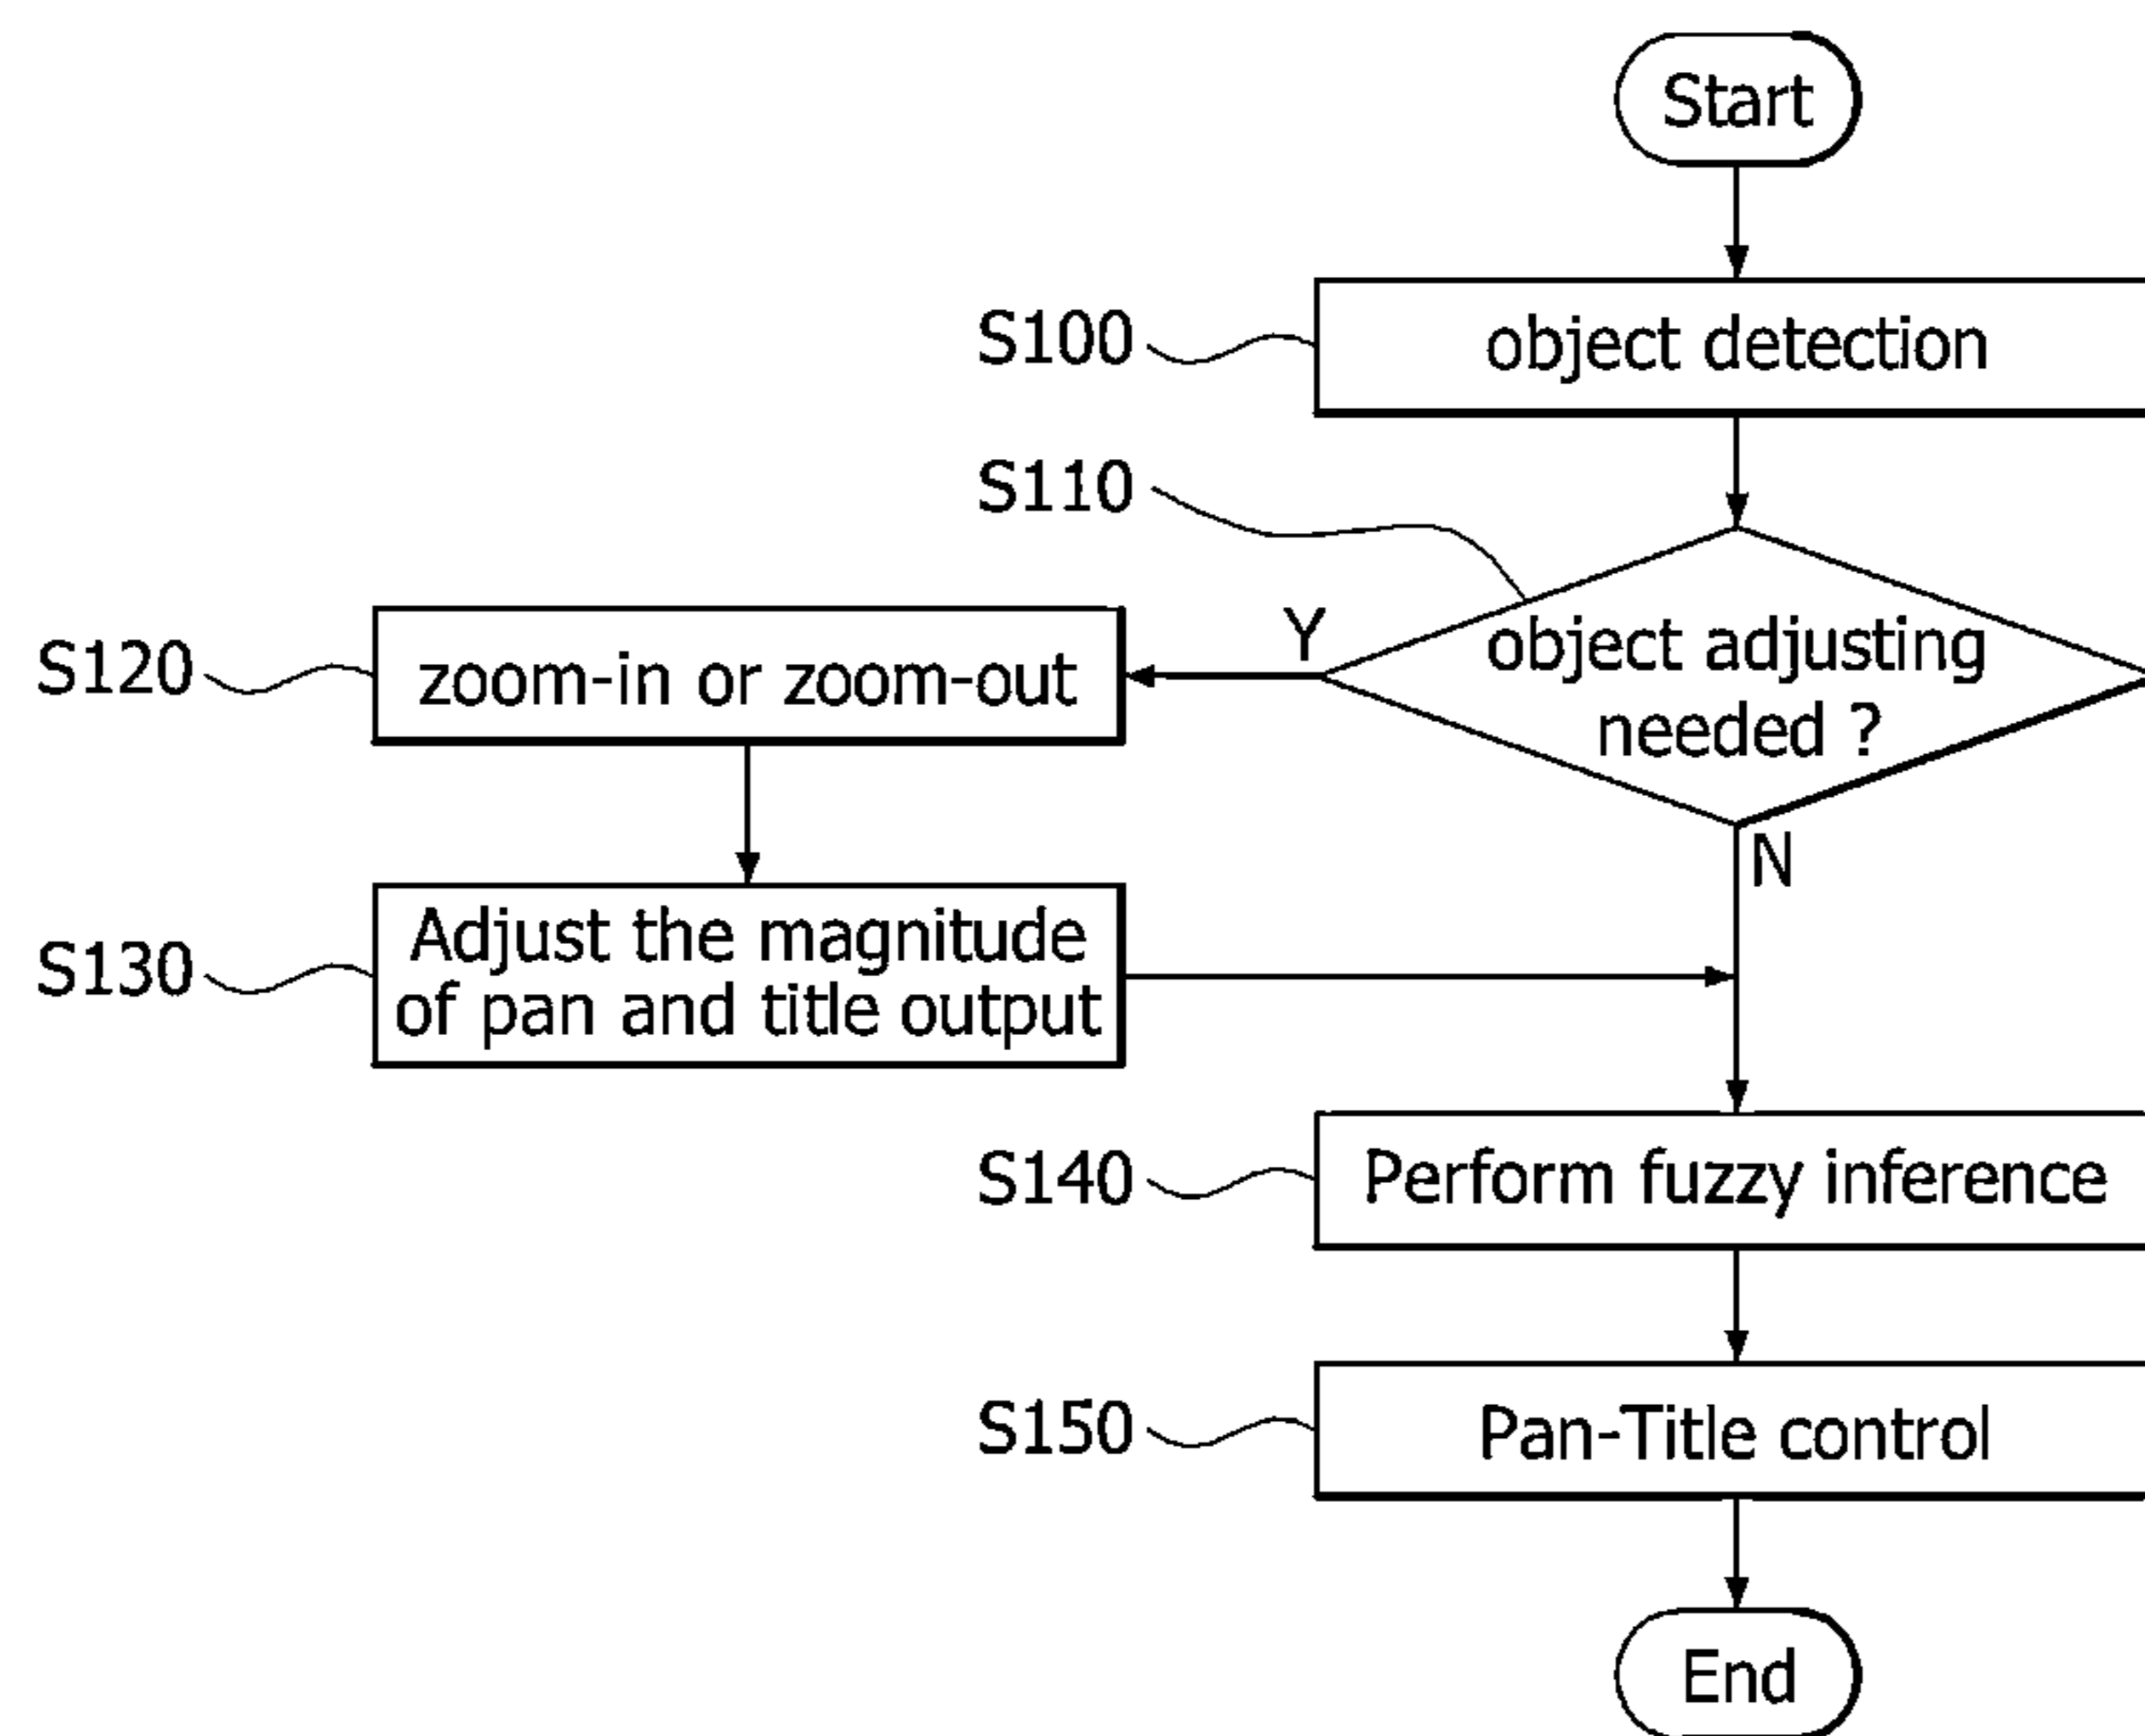 Start
S100
object detection
S110
object adjusting
needed ?
Y
N
S120
zoom-in or zoom-out
S130
Adjust the magnitude
of pan and title output
S140
Perform fuzzy inference
S150
Pan-Title control
End